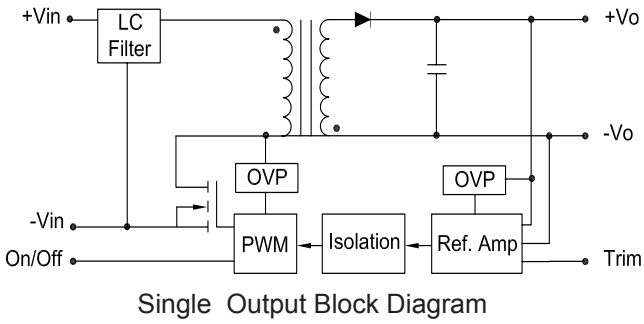 +Vin
LC
Filter
+Vo
-Vo
OVP
OVP
-Vin
On/Off
PWM
Isolation
Ref. Amp
Trim
Single Output Block Diagram